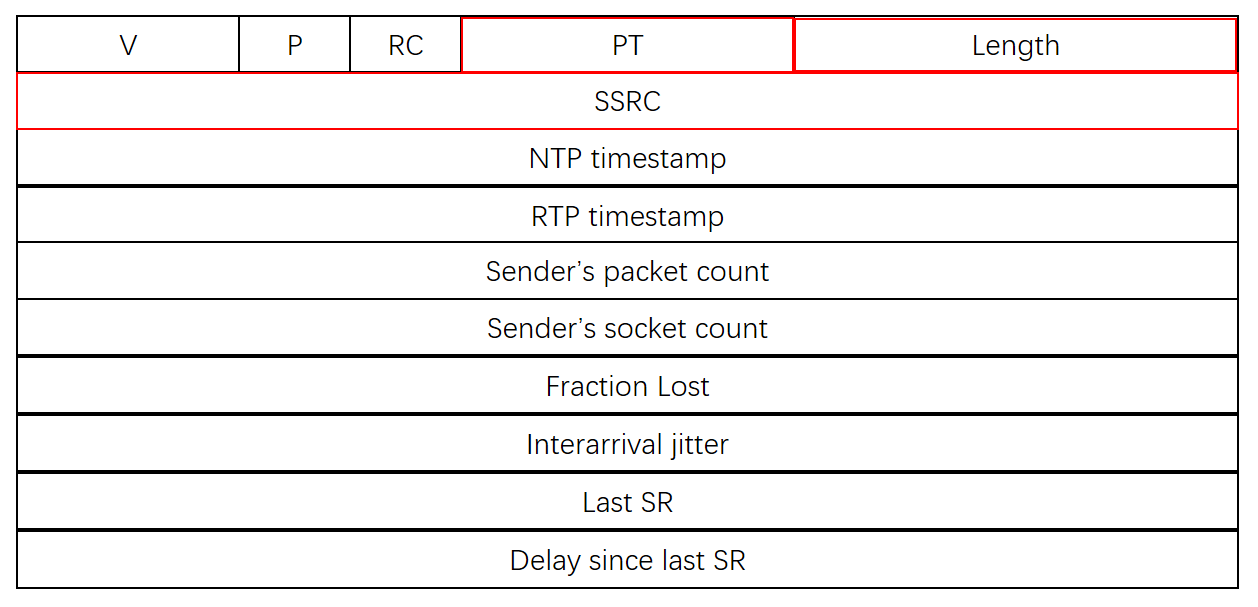 V P RC PT Length
SSRC
NTP timestamp
RTP timestamp
Sender’s packet count
Sender’s socket count
Fraction Lost
Interarrival jitter
Last SR
Delay since last SR